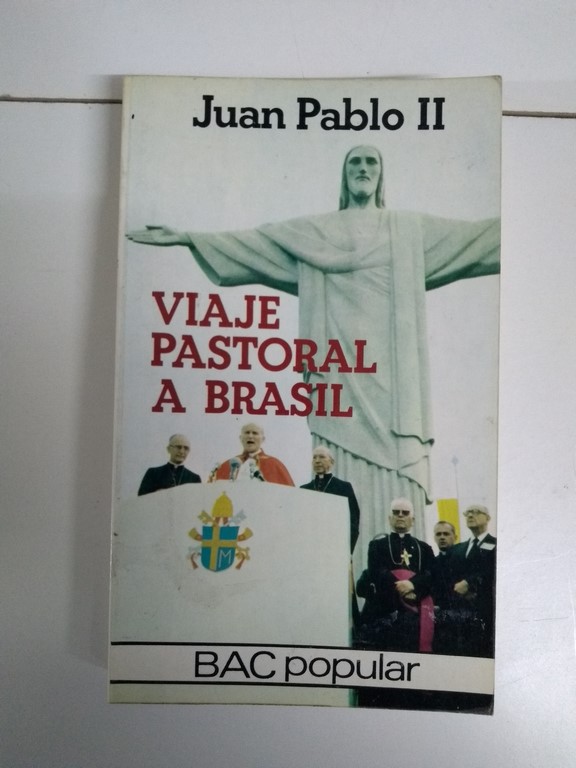 Juan Pablo II
VIAJE
PASTORAL
A BRASIL
M
BAC popular